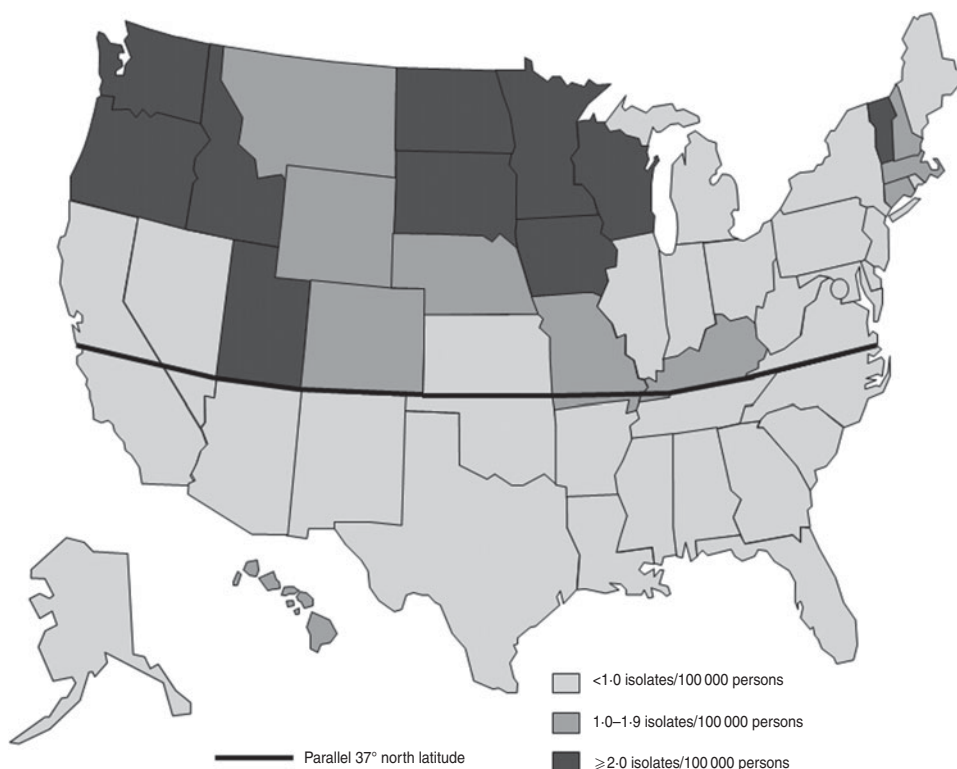 <1·0 isolates/100 000 persons
1·0–1·9 isolates/100 000 persons
Parallel 37° north latitude
⩾2·0 isolates/100 000 persons